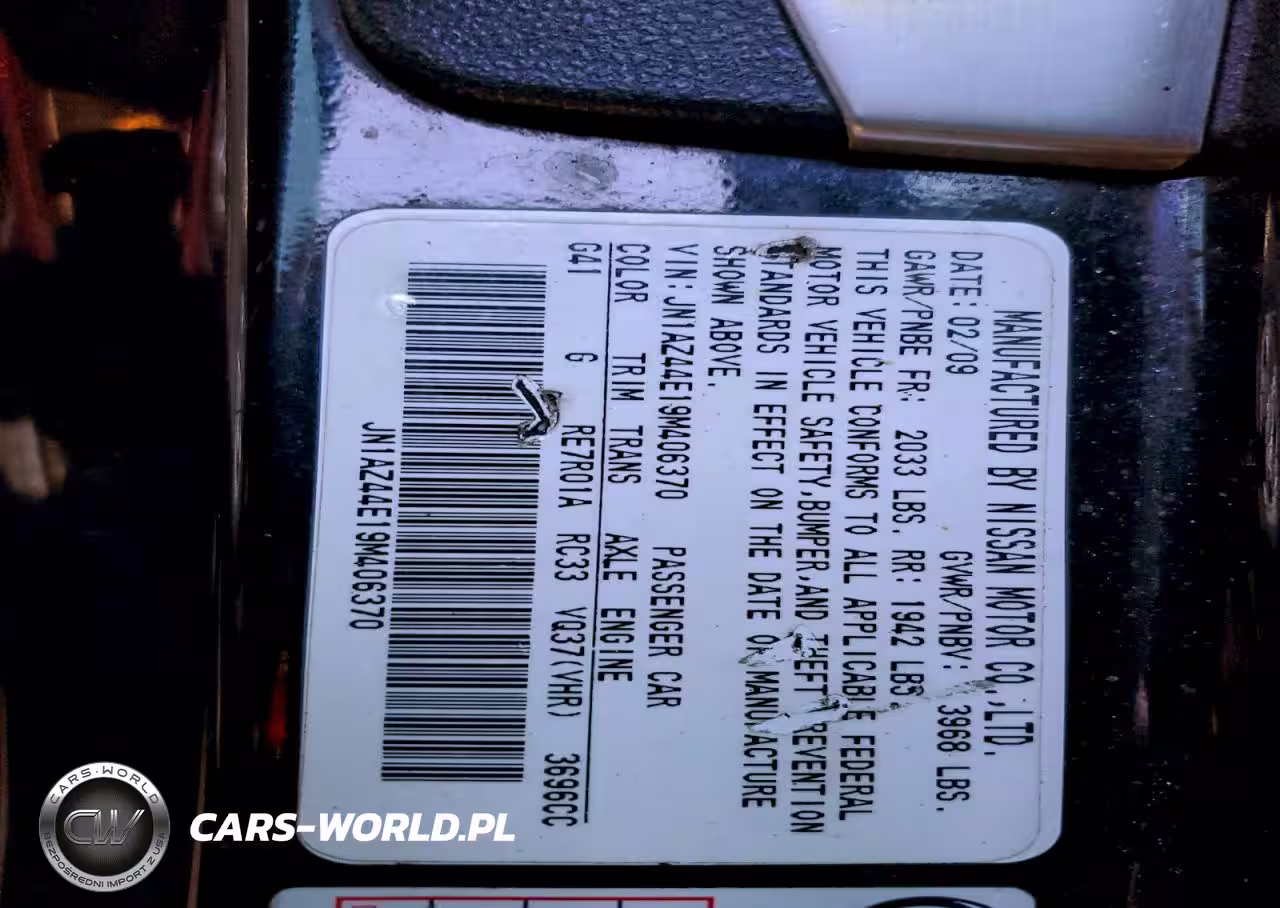 MANUFACTURED BY NISSAN MOTOR CO.,LTD.
DATE: 02/09 GVWR/PNBV: 3968 LBS.
GAWR/PNBE FR: 2033 LBS. RR: 1942 LBS.
THIS VEHICLE CONFORMS TO ALL APPLICABLE FEDERAL
MOTOR VEHICLE SAFETY,BUMPER,AND THEFT PREVENTION
STANDARDS IN EFFECT ON THE DATE OF MANUFACTURE
SHOWN ABOVE.
VIN:JN1AZ44E19M406370 PASSENGER CAR
COLOR TRIM TRANS AXLE ENGINE
G41 G RE7R01A RC33 VQ37(VHR) 3696CC
JN1AZ44E19M406370
CARS-WORLD
CW
BEZPOŚREDNI IMPORT Z USA
CARS-WORLD.PL